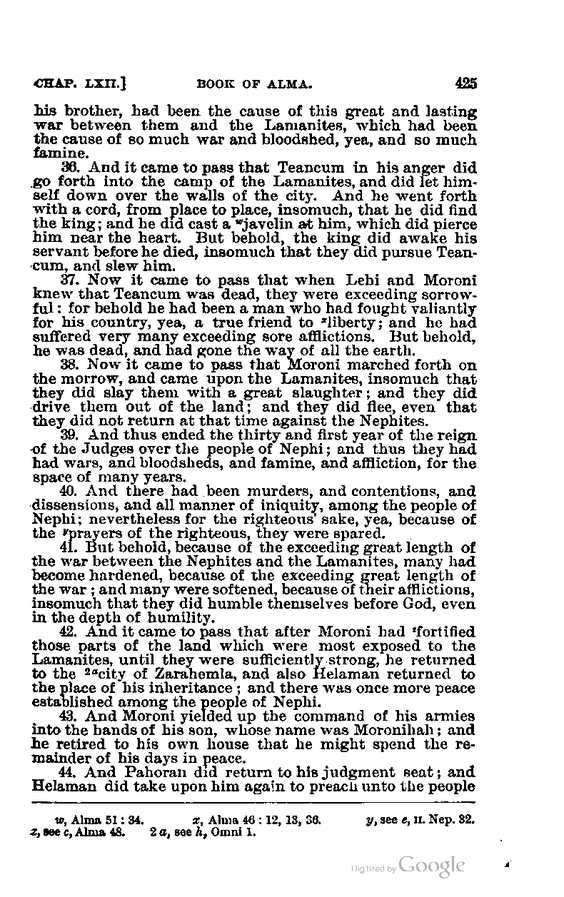 CHAP. LXII.] BOOK OF ALMA. 425
his brother, had been the cause of this great and lasting
war between them and the Lamanites, which had been
the cause of so much war and bloodshed, yea, and so much
famine.
36. And it came to pass that Teancum in his anger did
go forth into the camp of the Lamanites, and did let him-
self down over the walls of the city. And he went forth
with a cord, from place to place, insomuch, that he did find
the king; and he did cast a ʷjavelin at him, which did pierce
him near the heart. But behold, the king did awake his
servant before he died, insomuch that they did pursue Tean-
cum, and slew him.
37. Now it came to pass that when Lehi and Moroni
knew that Teancum was dead, they were exceeding sorrow-
ful: for behold he had been a man who had fought valiantly
for his country, yea, a true friend to ˣliberty; and he had
suffered very many exceeding sore afflictions. But behold,
he was dead, and had gone the way of all the earth.
38. Now it came to pass that Moroni marched forth on
the morrow, and came upon the Lamanites, insomuch that
they did slay them with a great slaughter; and they did
drive them out of the land; and they did flee, even that
they did not return at that time against the Nephites.
39. And thus ended the thirty and first year of the reign
of the Judges over the people of Nephi; and thus they had
had wars, and bloodsheds, and famine, and affliction, for the
space of many years.
40. And there had been murders, and contentions, and
dissensions, and all manner of iniquity, among the people of
Nephi; nevertheless for the righteous' sake, yea, because of
the ʸprayers of the righteous, they were spared.
41. But behold, because of the exceeding great length of
the war between the Nephites and the Lamanites, many had
become hardened, because of the exceeding great length of
the war; and many were softened, because of their afflictions,
insomuch that they did humble themselves before God, even
in the depth of humility.
42. And it came to pass that after Moroni had ᶻfortified
those parts of the land which were most exposed to the
Lamanites, until they were sufficiently strong, he returned
to the ²ᵃcity of Zarahemla, and also Helaman returned to
the place of his inheritance; and there was once more peace
established among the people of Nephi.
43. And Moroni yielded up the command of his armies
into the hands of his son, whose name was Moronihah; and
he retired to his own house that he might spend the re-
mainder of his days in peace.
44. And Pahoran did return to his judgment seat; and
Helaman did take upon him again to preach unto the people
w, Alma 51:34. x, Alma 46:12, 13, 36. y, see e, II. Nep. 32.
z, see c, Alma 48. 2 a, see h, Omni 1.
Digitized by Google